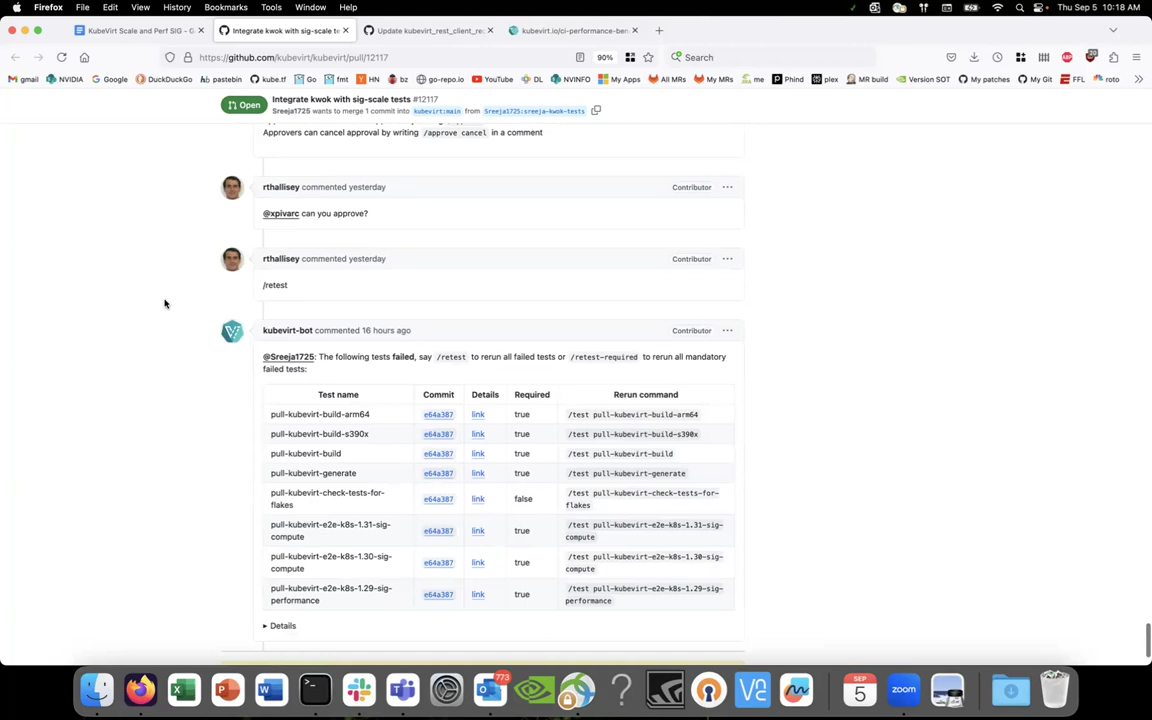 Firefox File Edit View History Bookmarks Tools Window Help Thu Sep 5 10:18 AM
KubeVirt Scale and Perf SIG - G Integrate kwok with sig-scale te Update kubevirt_rest_client_re kubevirt.io/ci-performance-ben
https://github.com/kubevirt/kubevirt/pull/12117 90% Search
gmail NVIDIA Google DuckDuckGo pastebin kube.tf Go fmt HN bz go-repo.io YouTube DL NVINFO My Apps All MRs My MRs me Phind plex MR build Version SOT My patches My Git FFL roto
Open
Integrate kwok with sig-scale tests #12117
Sreeja1725 wants to merge 1 commit into kubevirt:main from Sreeja1725:sreeja-kwok-tests
Approvers can cancel approval by writing /approve cancel in a comment
rthallisey commented yesterday Contributor
@xpivarc can you approve?
rthallisey commented yesterday Contributor
/retest
kubevirt-bot commented 16 hours ago Contributor
@Sreeja1725: The following tests failed, say /retest to rerun all failed tests or /retest-required to rerun all mandatory
failed tests:
Test name Commit Details Required Rerun command
pull-kubevirt-build-arm64 e64a387 link true /test pull-kubevirt-build-arm64
pull-kubevirt-build-s390x e64a387 link true /test pull-kubevirt-build-s390x
pull-kubevirt-build e64a387 link true /test pull-kubevirt-build
pull-kubevirt-generate e64a387 link true /test pull-kubevirt-generate
pull-kubevirt-check-tests-for-
flakes e64a387 link false /test pull-kubevirt-check-tests-for-
flakes
pull-kubevirt-e2e-k8s-1.31-sig-
compute e64a387 link true /test pull-kubevirt-e2e-k8s-1.31-sig-
compute
pull-kubevirt-e2e-k8s-1.30-sig-
compute e64a387 link true /test pull-kubevirt-e2e-k8s-1.30-sig-
compute
pull-kubevirt-e2e-k8s-1.29-sig-
performance e64a387 link true /test pull-kubevirt-e2e-k8s-1.29-sig-
performance
Details
773
SEP
5
zoom